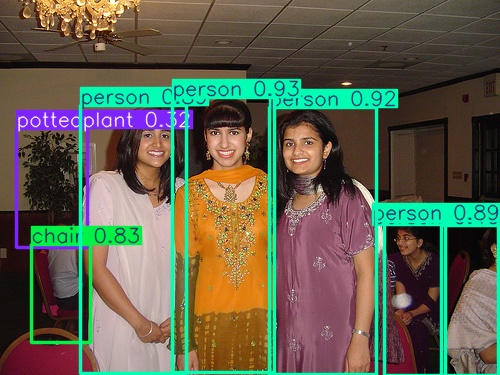 person 0.93
person 0.92
pottedplant 0.32
person 0.89
chair 0.83